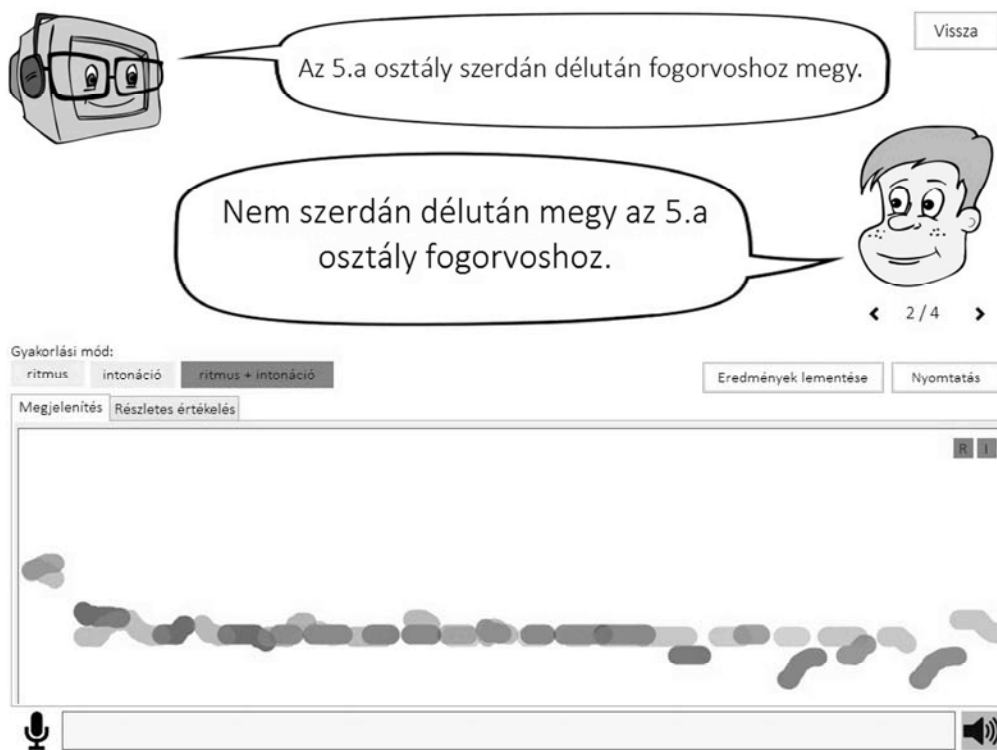 Vissza
Az 5.a osztály szerdán délután fogorvoshoz megy.
Nem szerdán délután megy az 5.a
osztály fogorvoshoz.
2 / 4
Gyakorlási mód:
ritmus intonáció ritmus + intonáció
Eredmények lementése Nyomtatás
Megjelenítés Részletes értékelés
R I